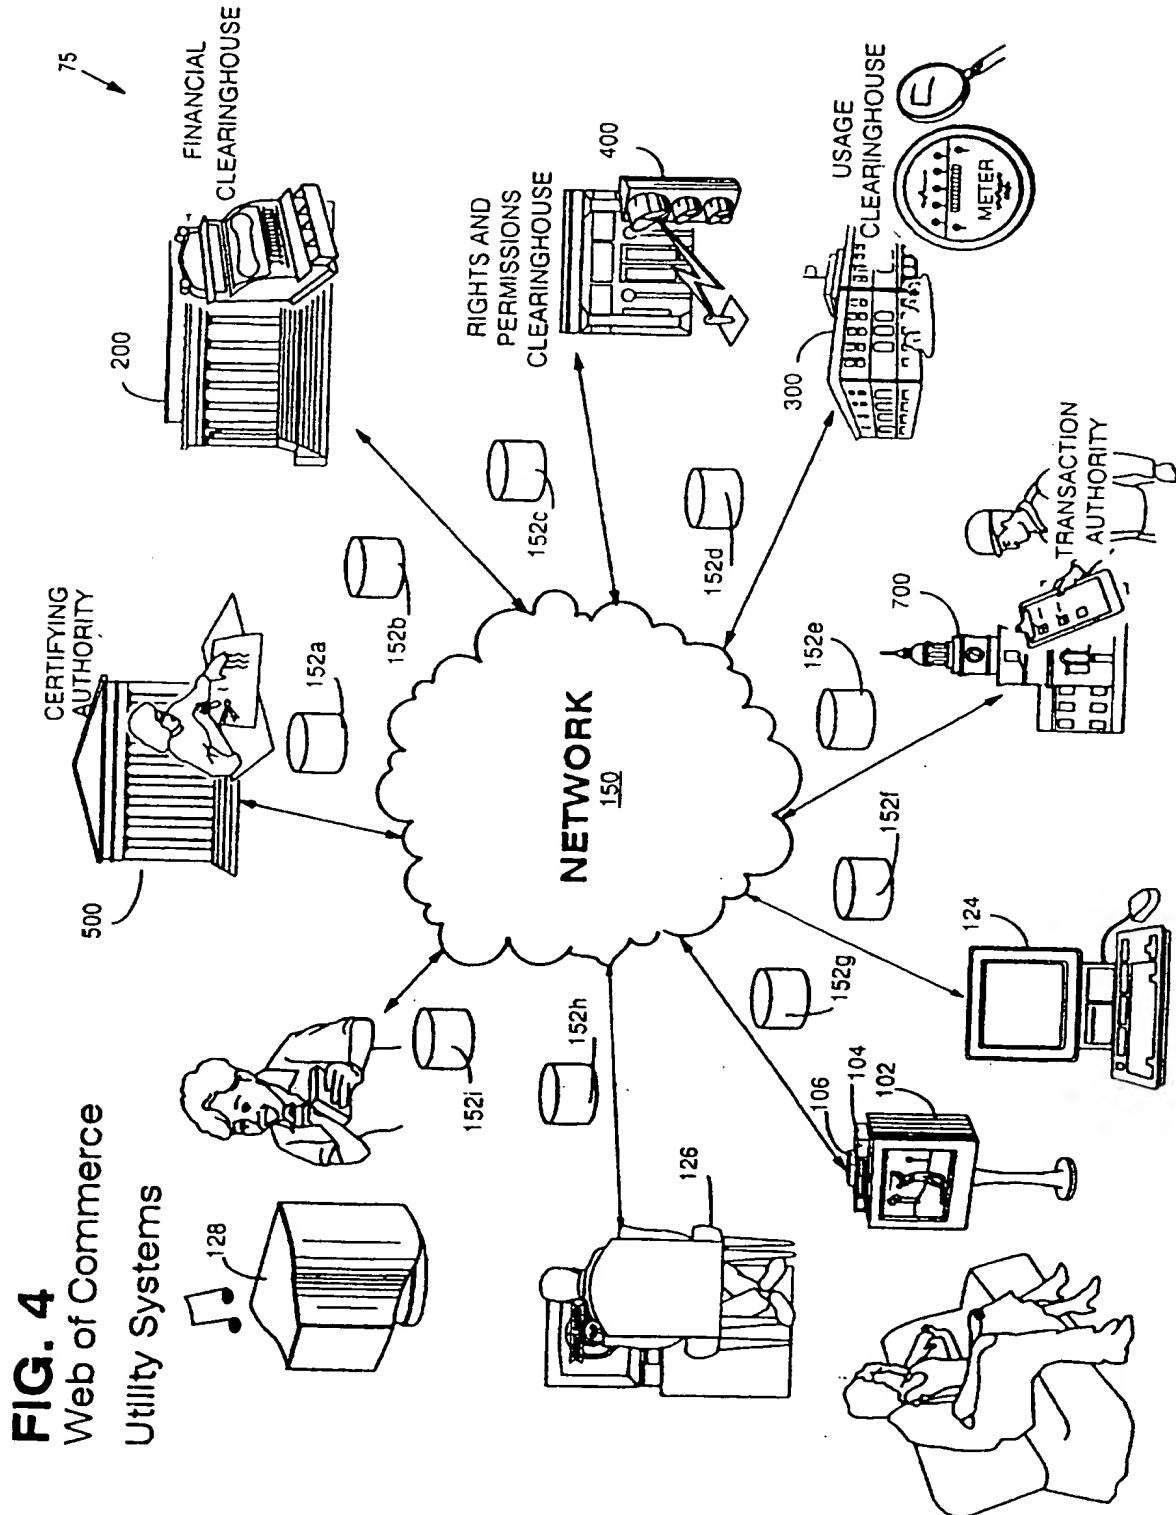 FIG. 4
Web of Commerce
Utility Systems
75
128
152i
500
CERTIFYING
AUTHORITY
152a
152b
200
FINANCIAL
CLEARINGHOUSE
152c
RIGHTS AND
PERMISSIONS
CLEARINGHOUSE
400
NETWORK
150
152h
126
152d
300
USAGE
CLEARINGHOUSE
METER
152g
106
104
102
152f
124
152e
700
TRANSACTION
AUTHORITY